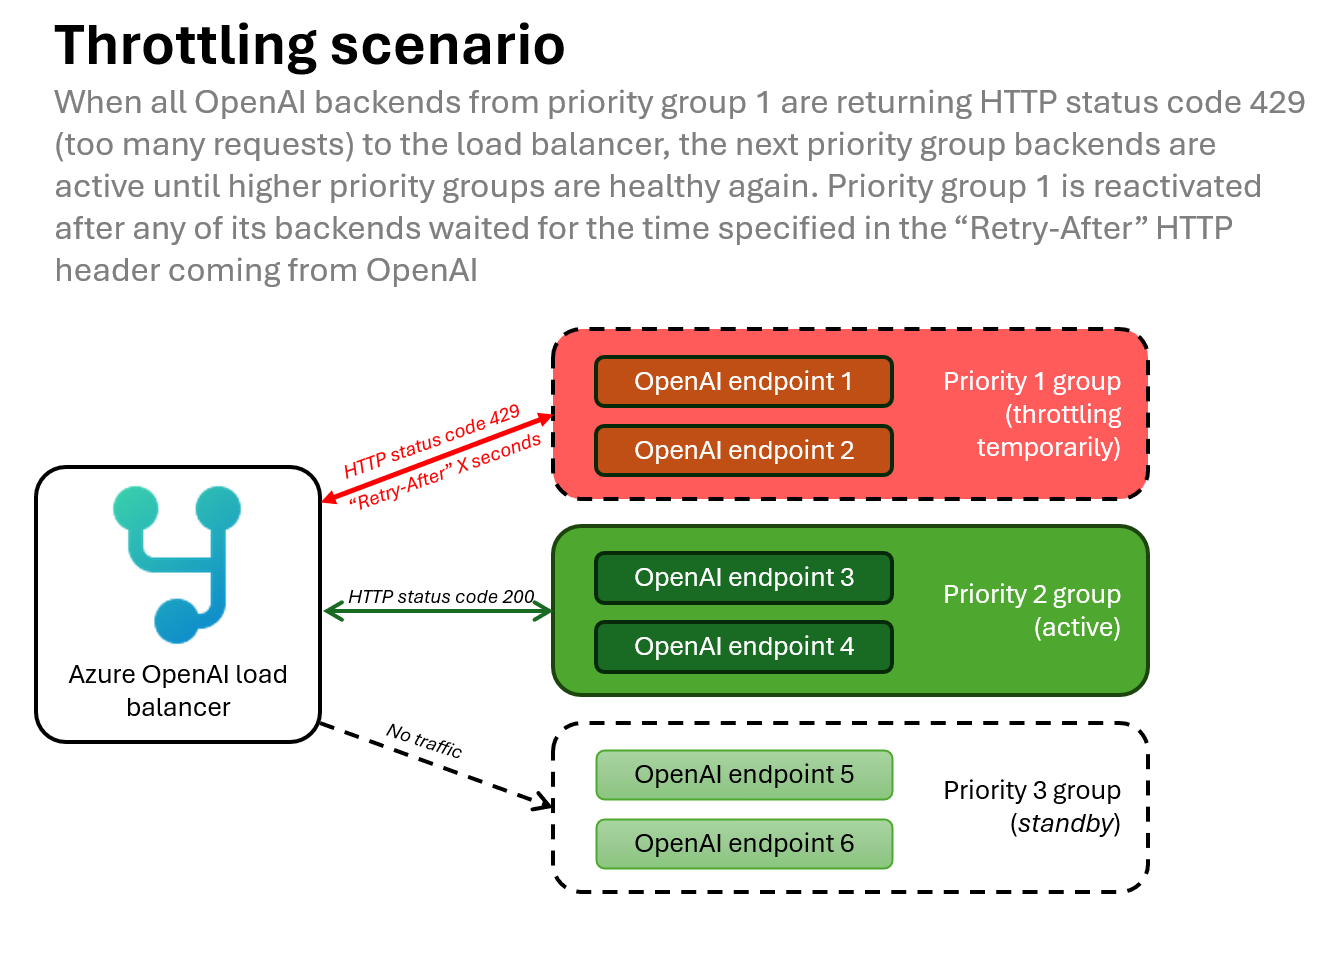 Throttling scenario
When all OpenAI backends from priority group 1 are returning HTTP status code 429
(too many requests) to the load balancer, the next priority group backends are
active until higher priority groups are healthy again. Priority group 1 is reactivated
after any of its backends waited for the time specified in the “Retry-After” HTTP
header coming from OpenAI
OpenAI endpoint 1
OpenAI endpoint 2
Priority 1 group
(throttling
temporarily)
HTTP status code 429
“Retry-After” X seconds
Azure OpenAI load
balancer
HTTP status code 200
OpenAI endpoint 3
OpenAI endpoint 4
Priority 2 group
(active)
No traffic
OpenAI endpoint 5
OpenAI endpoint 6
Priority 3 group
(standby)